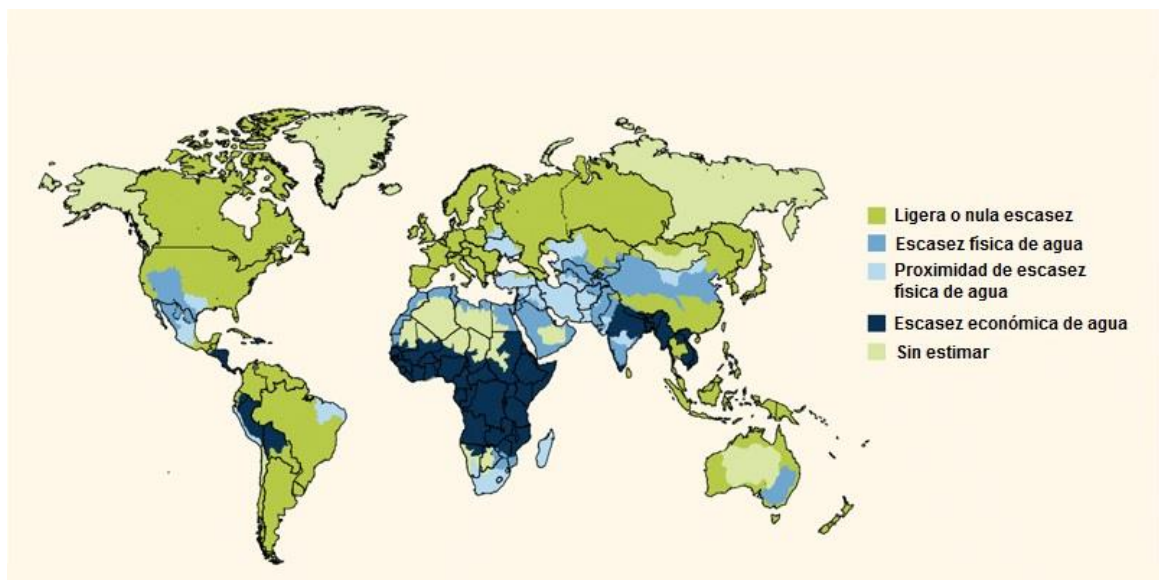 Ligera o nula escasez
Escasez física de agua
Proximidad de escasez
física de agua
Escasez económica de agua
Sin estimar